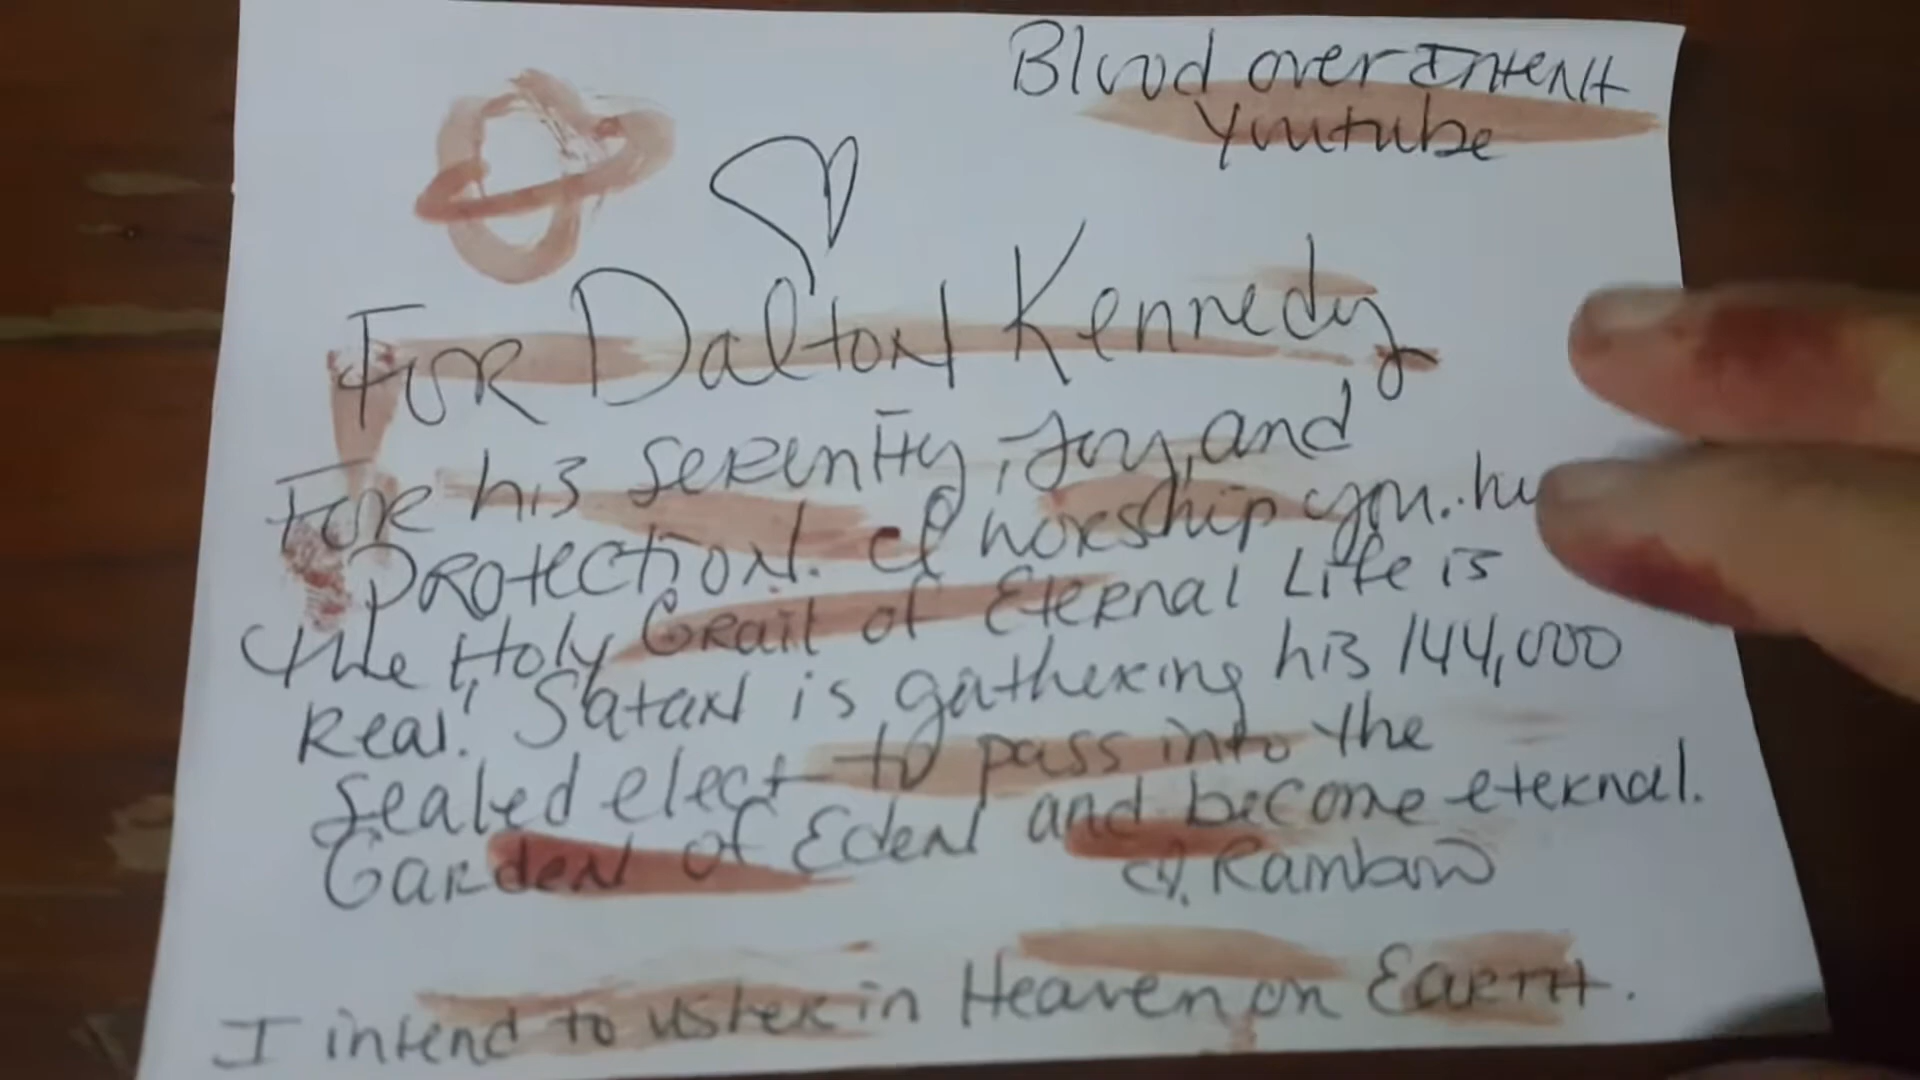 Blood over Intent
Youtube
For Dalton Kennedy
For his serenity, Joy, and
Protection. I worship you.
The Holy Grail of Eternal Life is
Real! Satan is gathering his 144,000
sealed elect to pass into the
Garden of Eden and become eternal.
I intend to usher in Heaven on Earth.